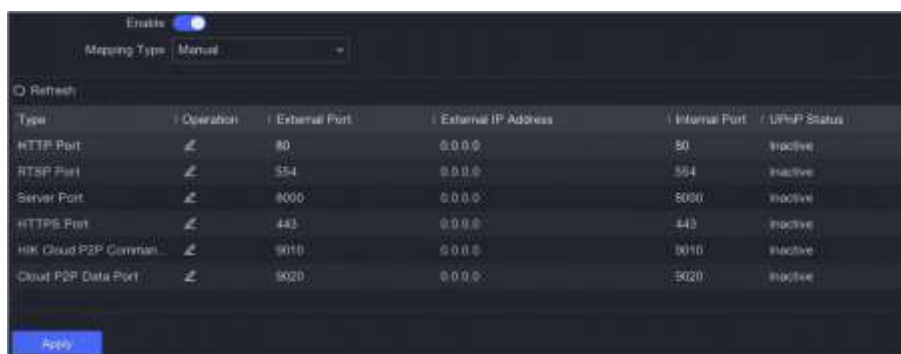 Enable
Mapping Type Manual
Refresh
Type Operation External Port External IP Address Internal Port UPnP Status
HTTP Port 80 0.0.0.0 80 Inactive
RTSP Port 554 0.0.0.0 554 Inactive
Server Port 8000 0.0.0.0 8000 Inactive
HTTPS Port 443 0.0.0.0 443 Inactive
HIK Cloud P2P Comman... 9010 0.0.0.0 9010 Inactive
Cloud P2P Data Port 9020 0.0.0.0 9020 Inactive
Apply